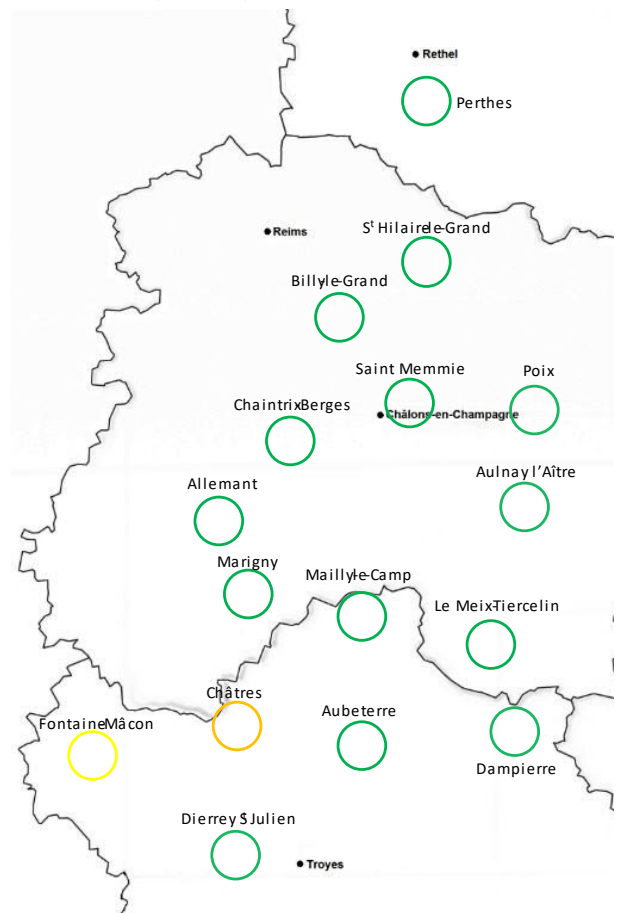 Rethel
Perthes
Sᵗ Hilaire-le-Grand
Reims
Billy-le-Grand
Saint Memmie
Poix
Chaintrix-Berges
Châlons-en-Champagne
Aulnay l'Aître
Allemant
Marigny
Mailly-le-Camp
Le Meix-Tiercelin
Châtres
Fontaine-Mâcon
Aubeterre
Dampierre
Dierrey Sᵗ Julien
Troyes